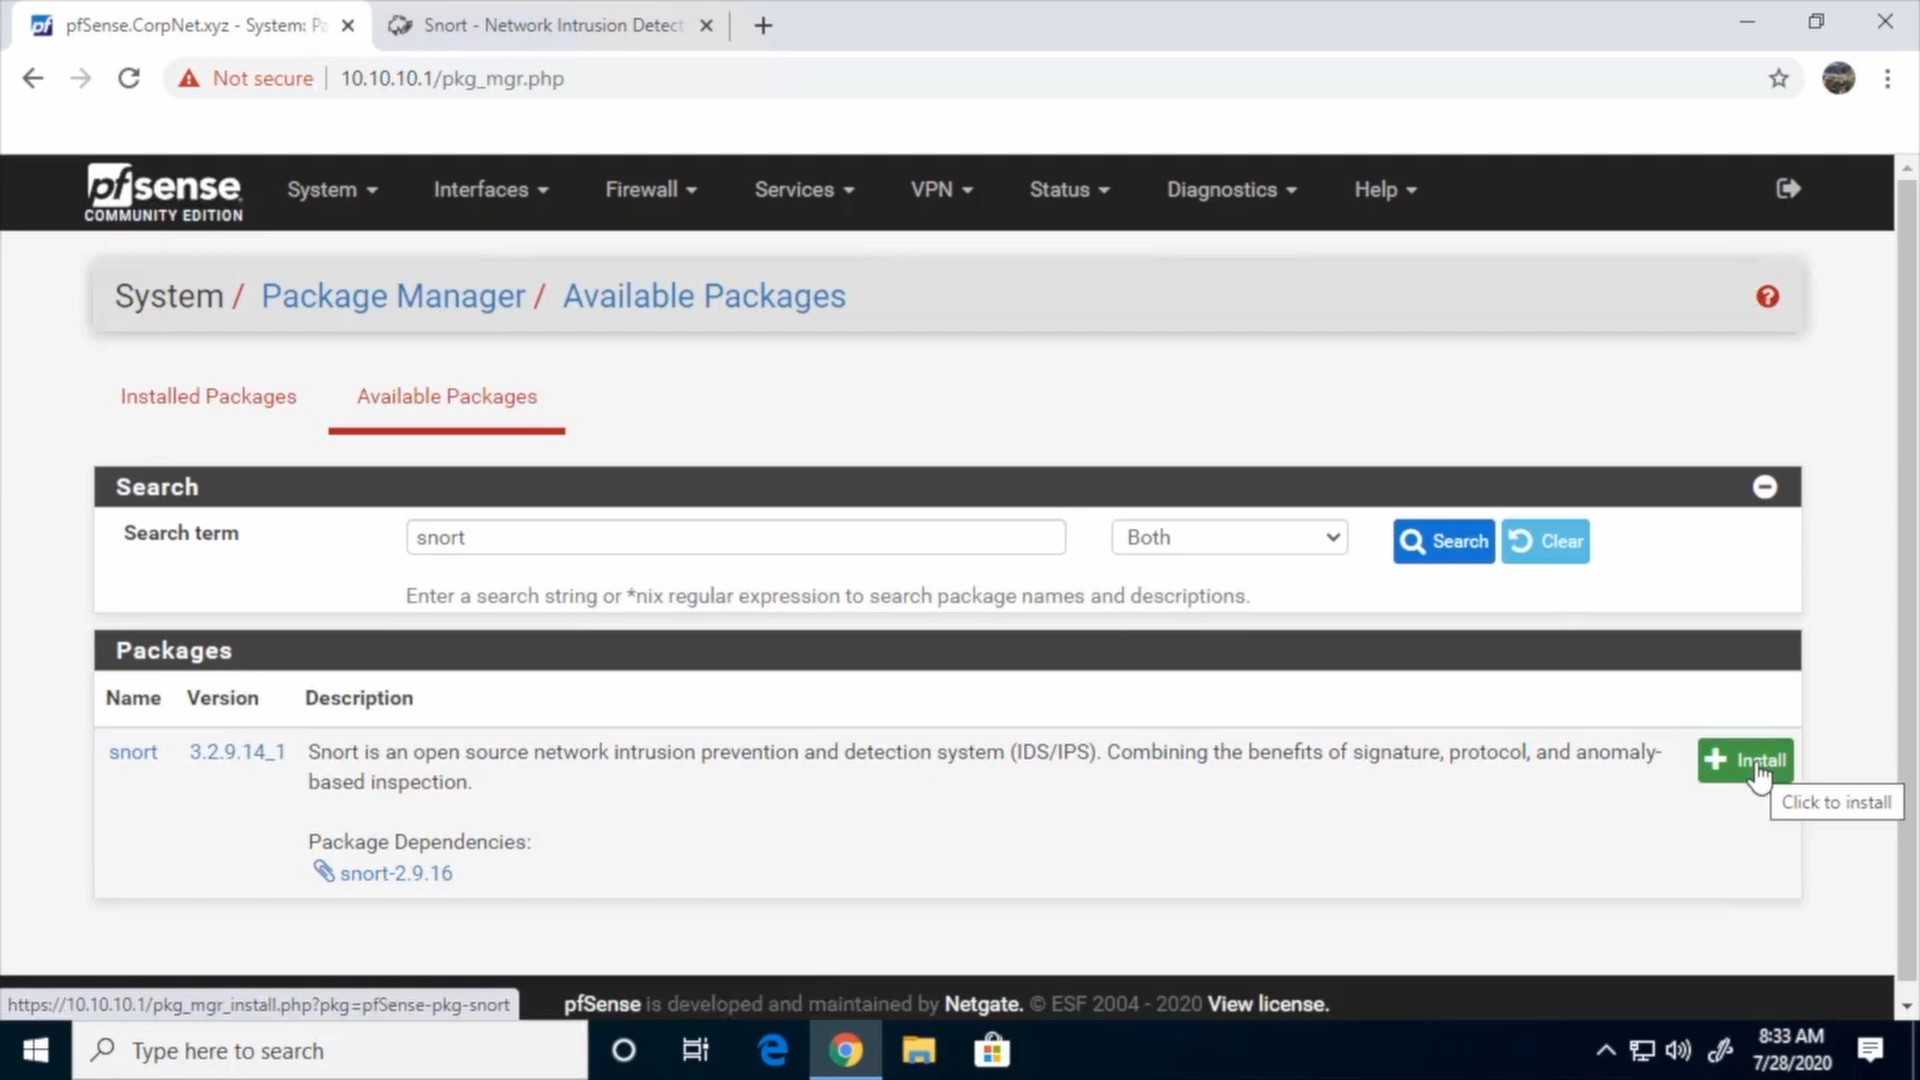 pfSense.CorpNet.xyz - System: Pa
Snort - Network Intrusion Detect
Not secure
10.10.10.1/pkg_mgr.php
pfsense
COMMUNITY EDITION
System
Interfaces
Firewall
Services
VPN
Status
Diagnostics
Help
System / Package Manager / Available Packages
Installed Packages
Available Packages
Search
Search term
snort
Both
Search
Clear
Enter a search string or *nix regular expression to search package names and descriptions.
Packages
Name Version Description
snort 3.2.9.14_1 Snort is an open source network intrusion prevention and detection system (IDS/IPS). Combining the benefits of signature, protocol, and anomaly-
based inspection.
Install
Click to install
Package Dependencies:
snort-2.9.16
https://10.10.10.1/pkg_mgr_install.php?pkg=pfSense-pkg-snort
pfSense is developed and maintained by Netgate. © ESF 2004 - 2020 View license.
Type here to search
8:33 AM
7/28/2020